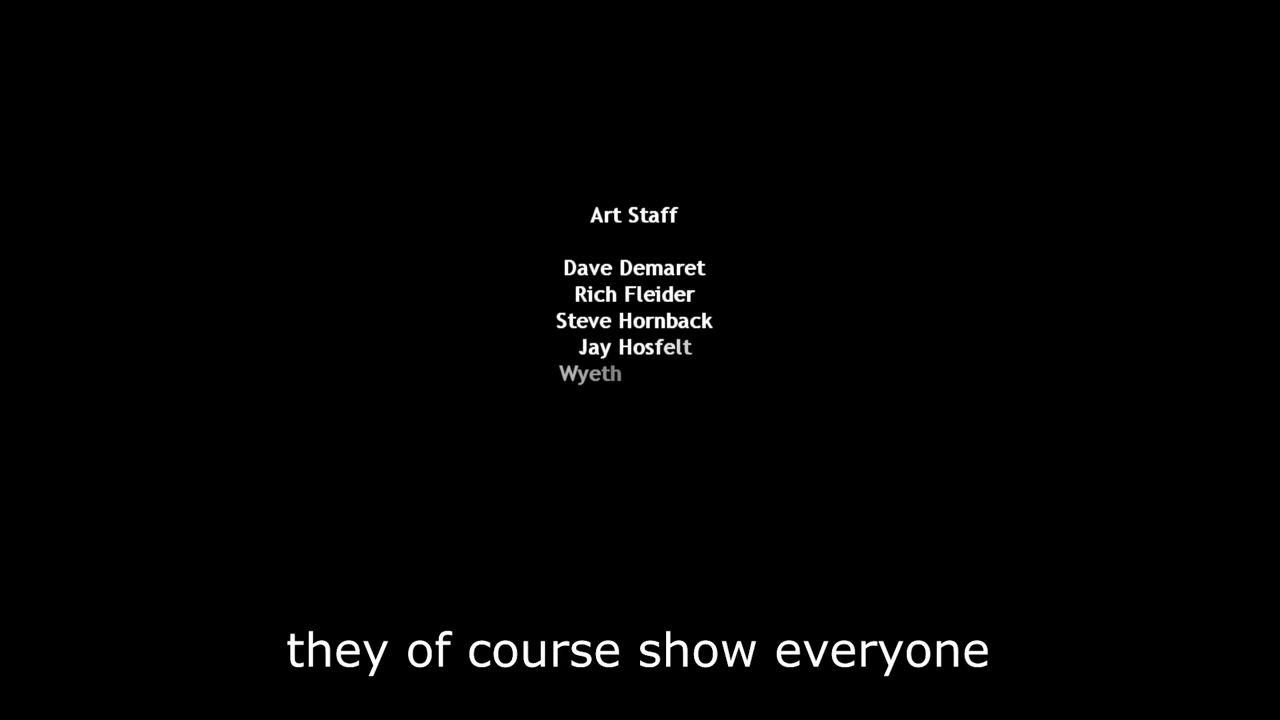 Art Staff
Dave Demaret
Rich Fleider
Steve Hornback
Jay Hosfelt
Wyeth
they of course show everyone